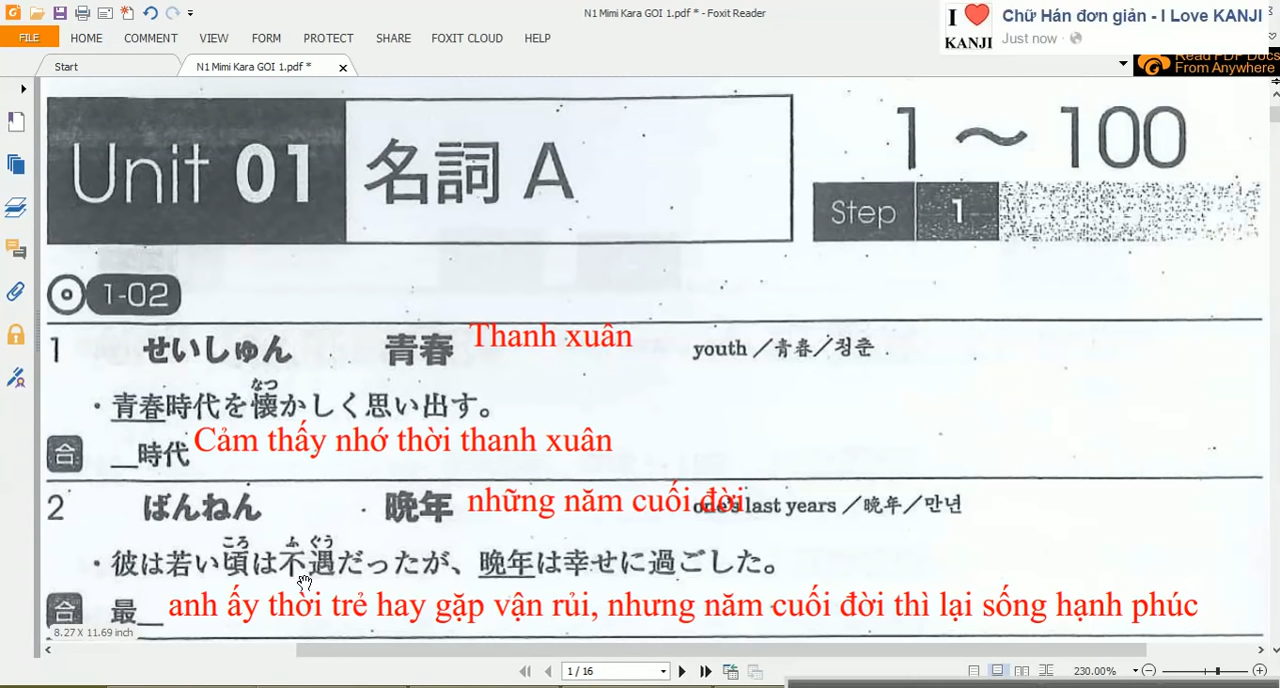 N1 Mimi Kara GOI 1.pdf * - Foxit Reader
I ❤ KANJI
Chữ Hán đơn giản - I Love KANJI
Just now
FILE HOME COMMENT VIEW FORM PROTECT SHARE FOXIT CLOUD HELP
Start
N1 Mimi Kara GOI 1.pdf *
Read PDF Docs
From Anywhere
Unit 01 名詞 A
1 ～ 100
Step 1
1-02
1 せいしゅん 青春 Thanh xuân youth／青春／청춘
なつ
・青春時代を懐かしく思い出す。
合 __時代 Cảm thấy nhớ thời thanh xuân
2 ばんねん 晩年 những năm cuối đời one's last years／晩年／만년
ころ ふ ぐう
・彼は若い頃は不遇だったが、晩年は幸せに過ごした。
合 最__ anh ấy thời trẻ hay gặp vận rủi, nhưng năm cuối đời thì lại sống hạnh phúc
8.27 X 11.69 inch
1 / 16
230.00%